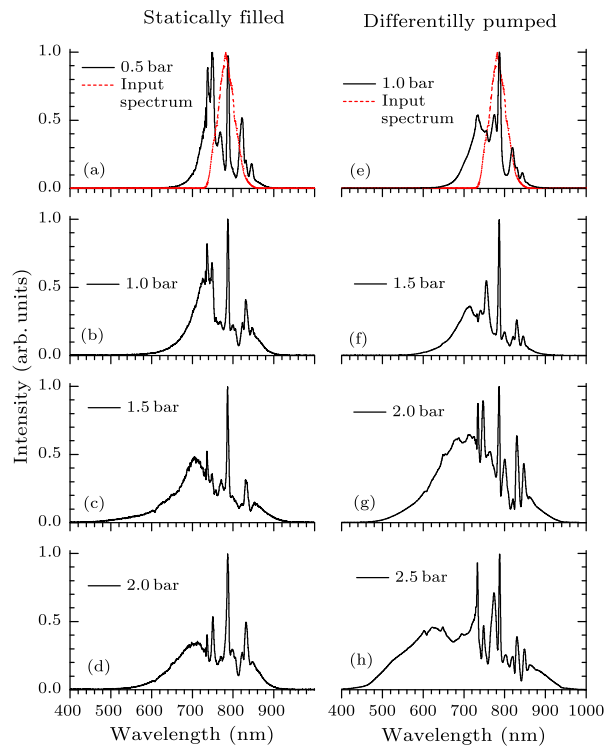 Statically filled
Differentilly pumped
1.0
0.5
0.0
0.5 bar
Input
spectrum
(a)
1.0 bar
Input
spectrum
(e)
1.0
0.5
0.0
1.0 bar
(b)
1.5 bar
(f)
Intensity (arb. units)
1.0
0.5
0.0
1.5 bar
(c)
2.0 bar
(g)
1.0
0.5
0.0
2.0 bar
(d)
2.5 bar
(h)
400 500 600 700 800 900
400 500 600 700 800 900 1000
Wavelength (nm)
Wavelength (nm)